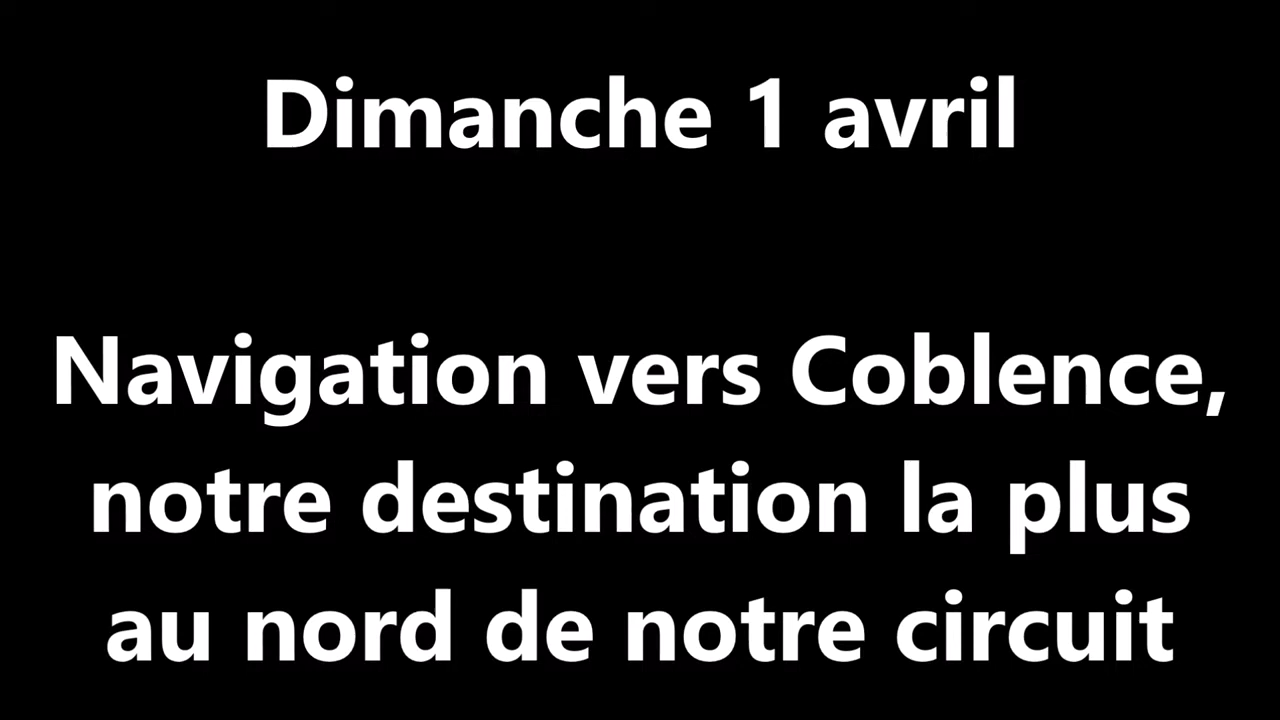 Dimanche 1 avril
Navigation vers Coblence,
notre destination la plus
au nord de notre circuit